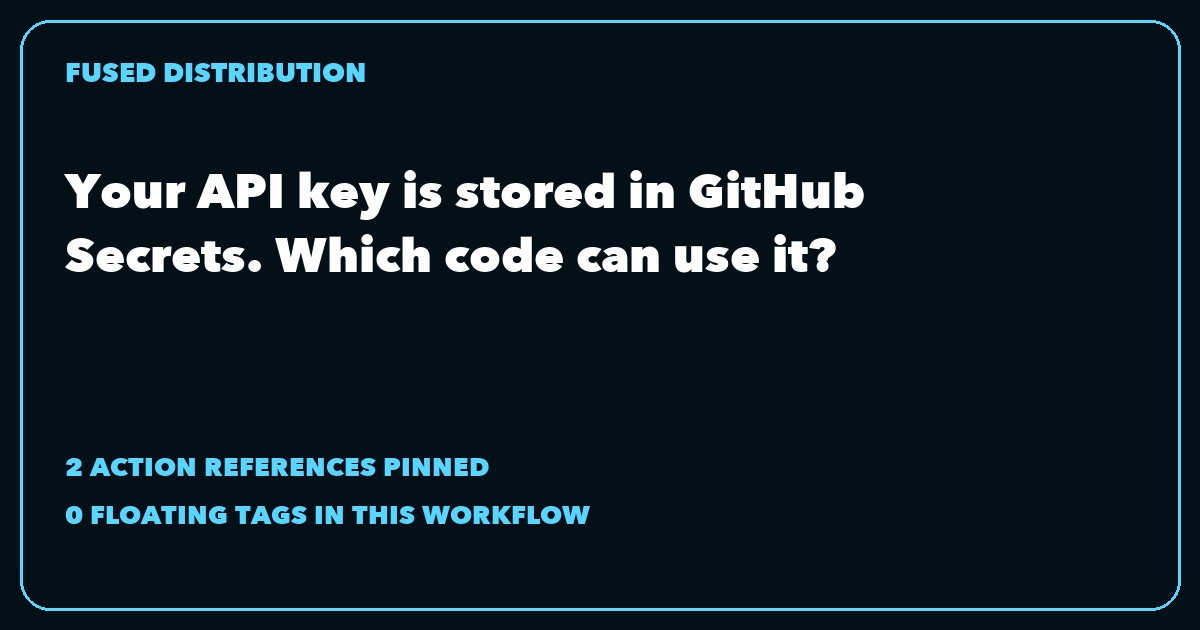 FUSED DISTRIBUTION
Your API key is stored in GitHub
Secrets. Which code can use it?
2 ACTION REFERENCES PINNED
0 FLOATING TAGS IN THIS WORKFLOW